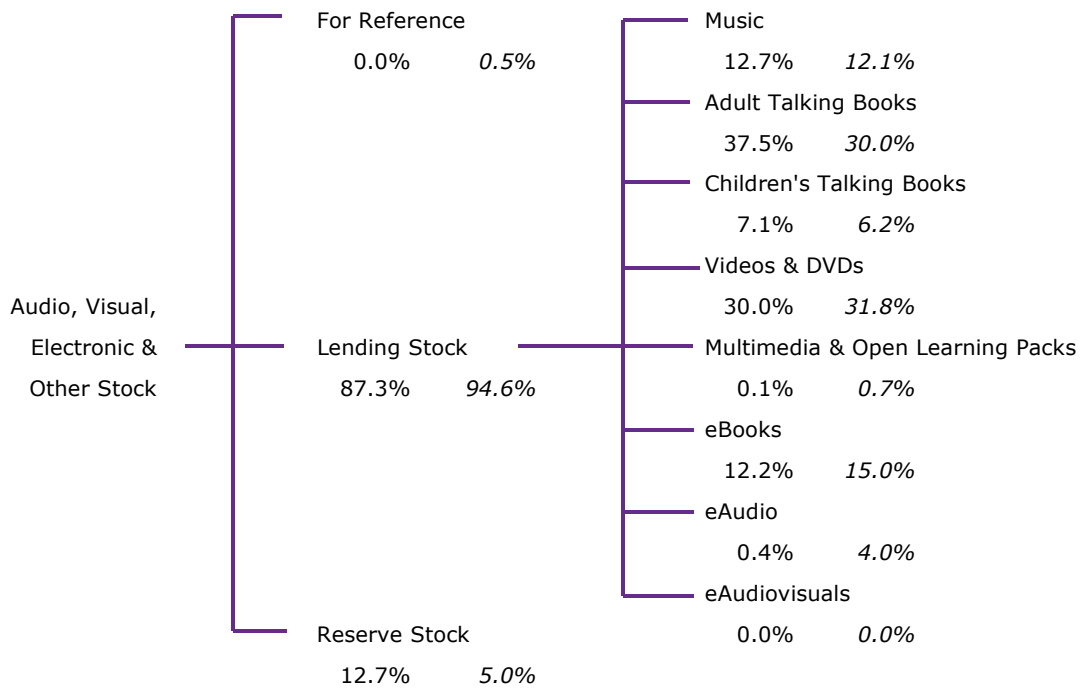 Audio, Visual,
Electronic &
Other Stock
For Reference
0.0% 0.5%
Lending Stock
87.3% 94.6%
Reserve Stock
12.7% 5.0%
Music
12.7% 12.1%
Adult Talking Books
37.5% 30.0%
Children's Talking Books
7.1% 6.2%
Videos & DVDs
30.0% 31.8%
Multimedia & Open Learning Packs
0.1% 0.7%
eBooks
12.2% 15.0%
eAudio
0.4% 4.0%
eAudiovisuals
0.0% 0.0%